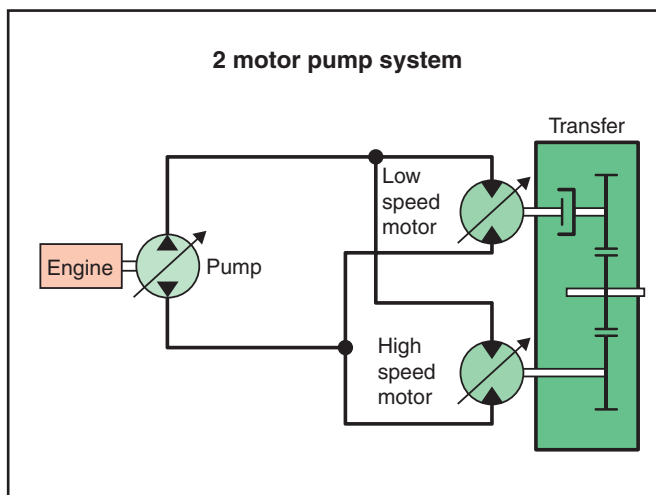 2 motor pump system
Transfer
Low
speed
motor
Engine
Pump
High
speed
motor